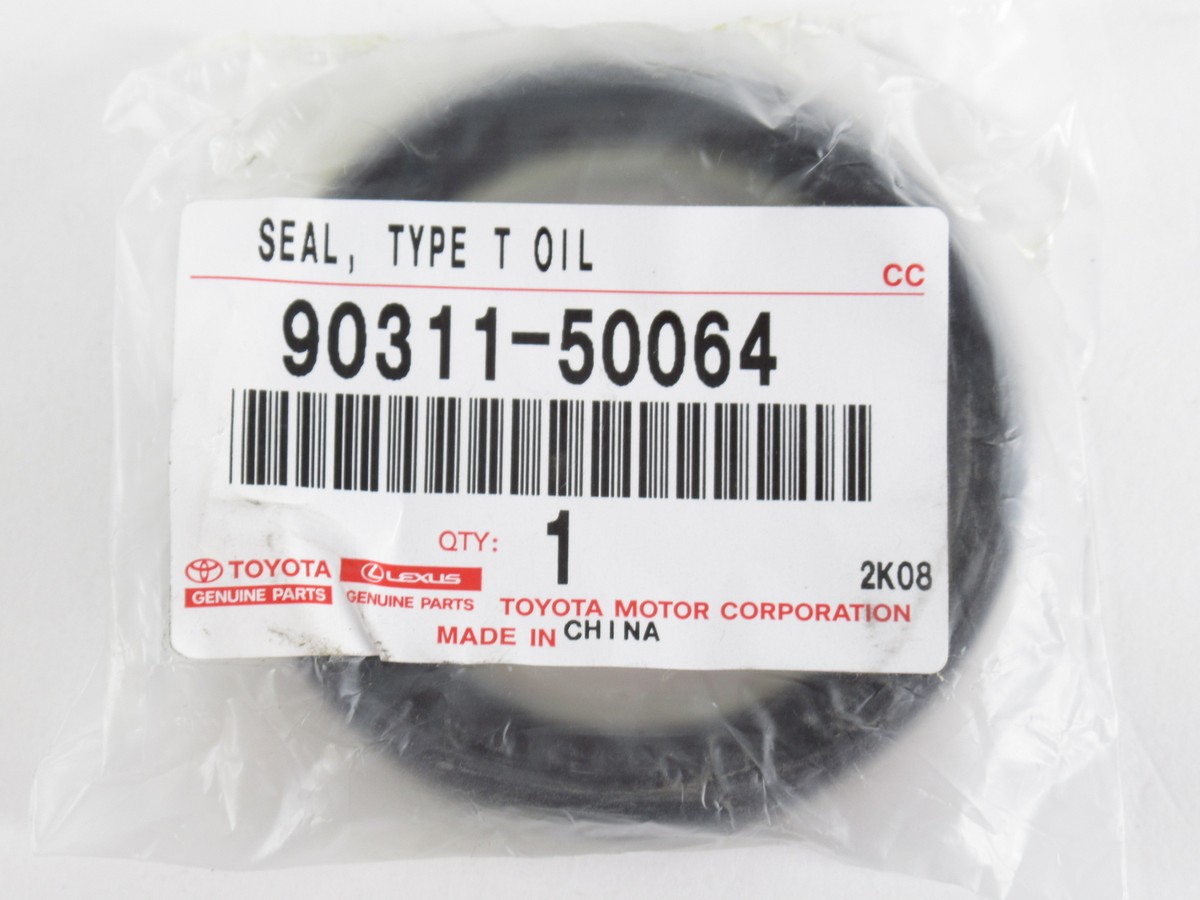 SEAL, TYPE T OIL
CC
90311-50064
QTY: 1
2K08
TOYOTA
GENUINE PARTS
LEXUS
GENUINE PARTS
TOYOTA MOTOR CORPORATION
MADE IN CHINA